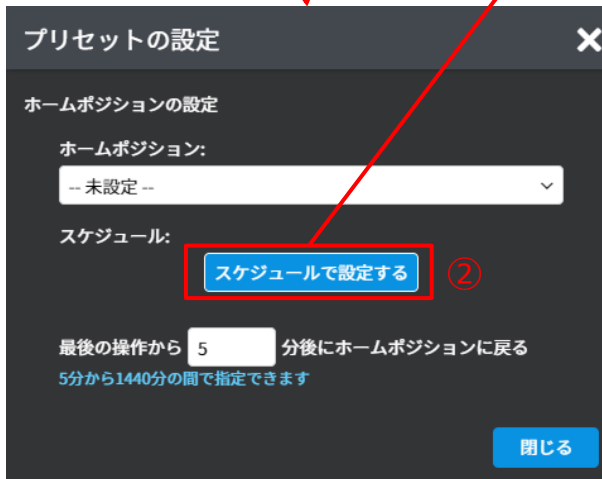 プリセットの設定
ホームポジションの設定
ホームポジション:
-- 未設定 --
スケジュール:
スケジュールで設定する ②
最後の操作から 5 分後にホームポジションに戻る
5分から1440分の間で指定できます
閉じる